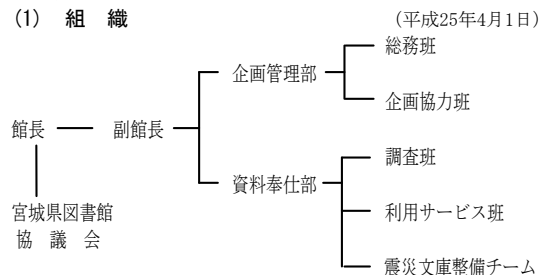 (1) 組 織
(平成25年4月1日)
総務班
企画管理部
企画協力班
館長
副館長
調査班
資料奉仕部
宮城県図書館
協 議 会
利用サービス班
震災文庫整備チーム